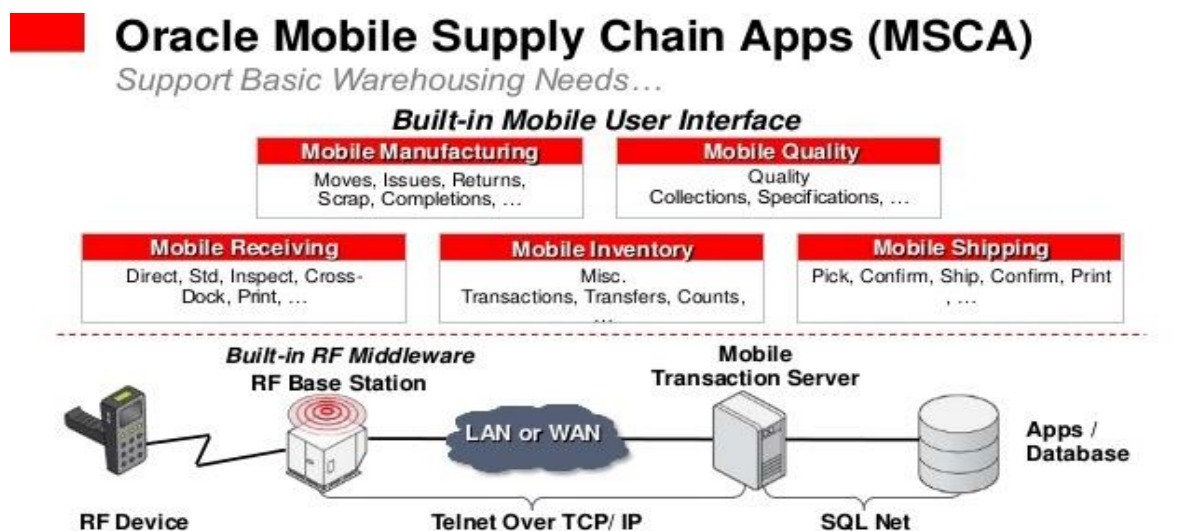 Oracle Mobile Supply Chain Apps (MSCA)
Support Basic Warehousing Needs…
Built-in Mobile User Interface
Mobile Manufacturing
Moves, Issues, Returns,
Scrap, Completions, …
Mobile Quality
Quality
Collections, Specifications, …
Mobile Receiving
Direct, Std, Inspect, Cross-
Dock, Print, …
Mobile Inventory
Misc.
Transactions, Transfers, Counts,
…
Mobile Shipping
Pick, Confirm, Ship, Confirm, Print
, …
Built-in RF Middleware
RF Base Station
Mobile
Transaction Server
LAN or WAN
Apps /
Database
RF Device
Telnet Over TCP/ IP
SQL Net